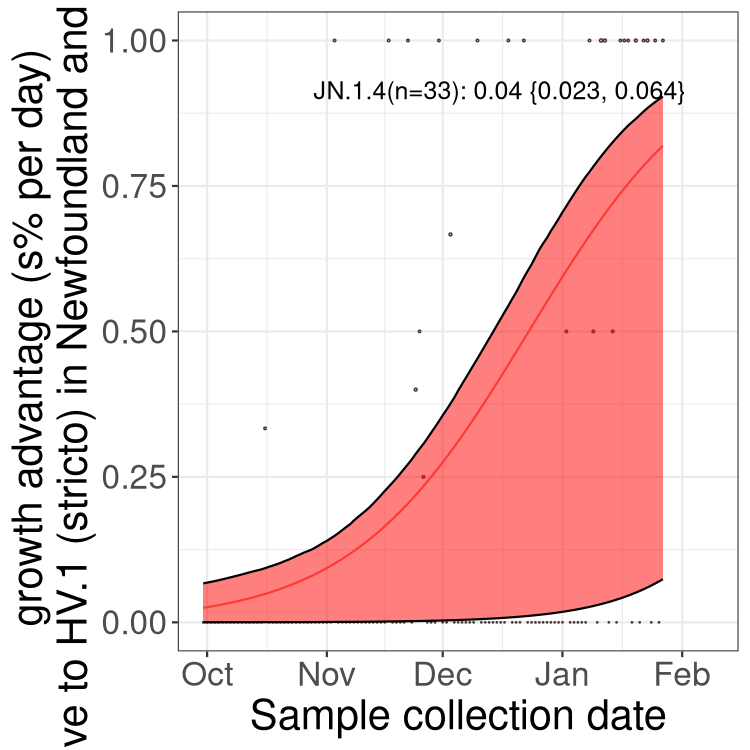 growth advantage (s% per day)
ve to HV.1 (stricto) in Newfoundland and
1.00
0.75
0.50
0.25
0.00
JN.1.4(n=33): 0.04 {0.023, 0.064}
Oct Nov Dec Jan Feb
Sample collection date